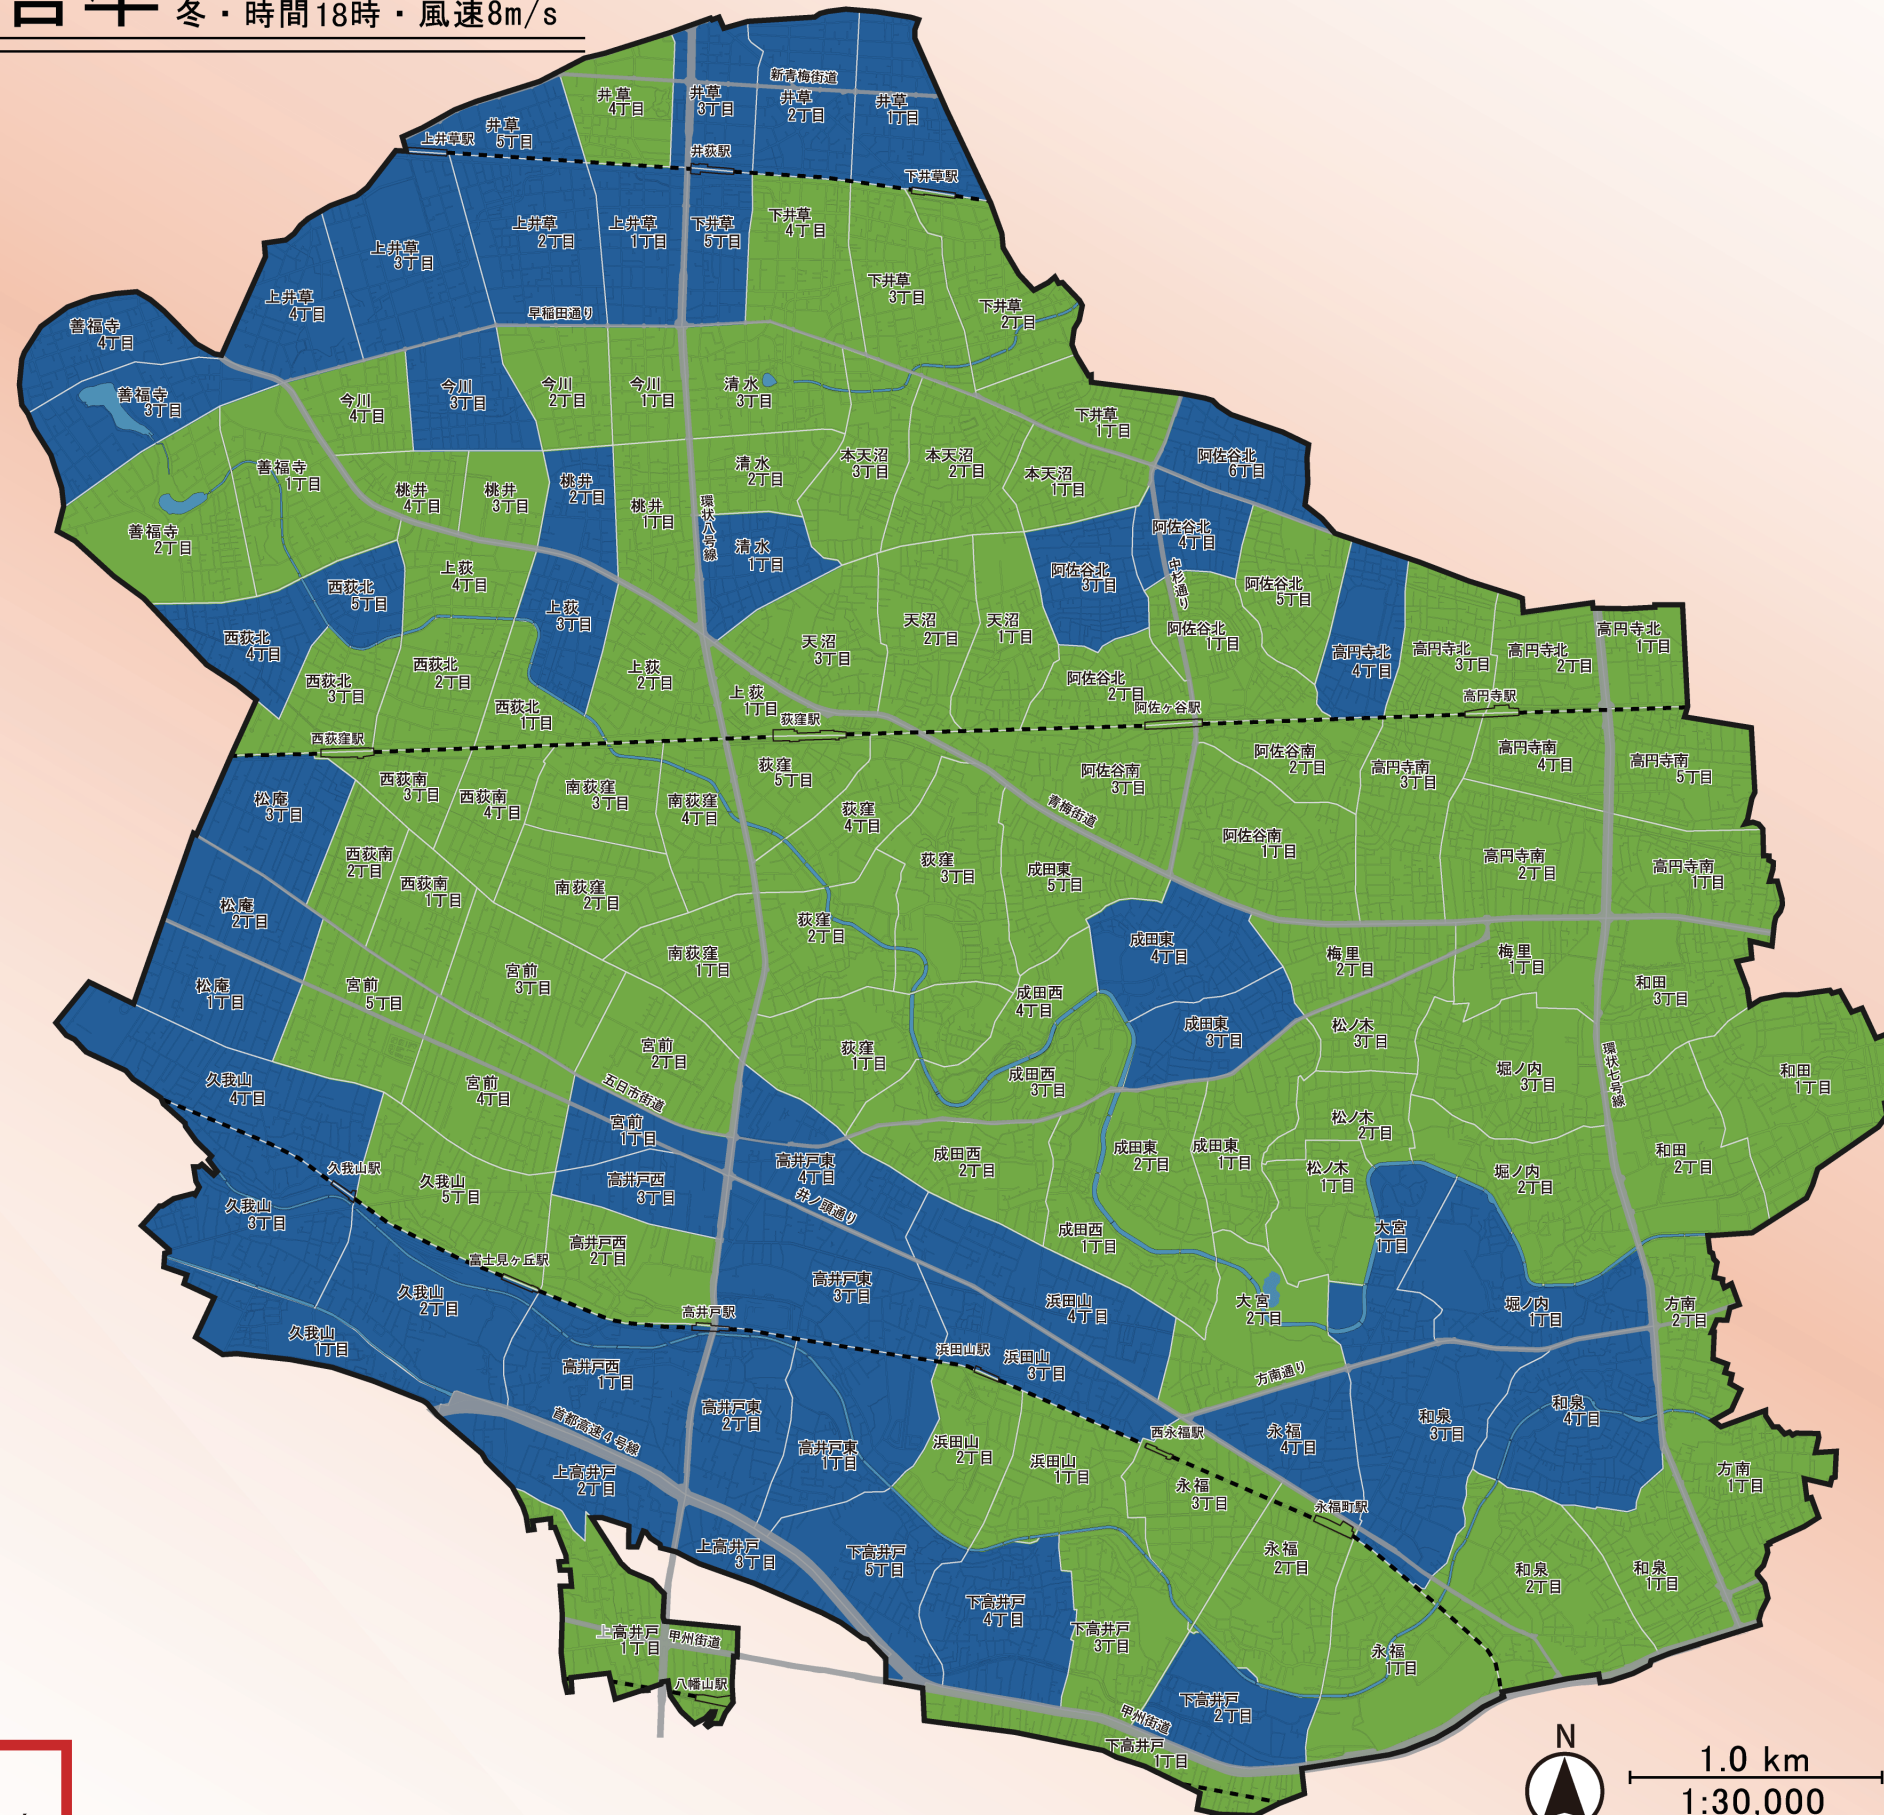 冬・時間18時・風速8m/s
新青梅街道
井草
4丁目
井草
3丁目
井草
2丁目
井草
1丁目
上井草駅
井草
5丁目
井荻駅
下井草駅
上井草
4丁目
上井草
3丁目
上井草
2丁目
上井草
1丁目
下井草
5丁目
下井草
4丁目
下井草
3丁目
下井草
2丁目
早稲田通り
善福寺
4丁目
善福寺
3丁目
今川
4丁目
今川
3丁目
今川
2丁目
今川
1丁目
清水
3丁目
下井草
1丁目
善福寺
1丁目
善福寺
2丁目
桃井
4丁目
桃井
3丁目
桃井
2丁目
桃井
1丁目
環状八号線
清水
2丁目
清水
1丁目
本天沼
3丁目
本天沼
2丁目
本天沼
1丁目
阿佐谷北
6丁目
阿佐谷北
4丁目
中杉通り
阿佐谷北
3丁目
阿佐谷北
5丁目
阿佐谷北
1丁目
阿佐谷北
2丁目
上荻
4丁目
上荻
3丁目
上荻
2丁目
上荻
1丁目
天沼
3丁目
天沼
2丁目
天沼
1丁目
西荻北
5丁目
西荻北
4丁目
西荻北
3丁目
西荻北
2丁目
西荻北
1丁目
高円寺北
4丁目
高円寺北
3丁目
高円寺北
2丁目
高円寺北
1丁目
西荻窪駅
荻窪駅
阿佐ヶ谷駅
高円寺駅
松庵
3丁目
西荻南
3丁目
西荻南
4丁目
南荻窪
3丁目
南荻窪
4丁目
荻窪
5丁目
荻窪
4丁目
阿佐谷南
3丁目
阿佐谷南
2丁目
高円寺南
3丁目
高円寺南
4丁目
高円寺南
5丁目
青梅街道
西荻南
2丁目
西荻南
1丁目
南荻窪
2丁目
荻窪
3丁目
成田東
5丁目
阿佐谷南
1丁目
高円寺南
2丁目
高円寺南
1丁目
松庵
2丁目
松庵
1丁目
宮前
5丁目
宮前
3丁目
南荻窪
1丁目
荻窪
2丁目
成田西
4丁目
成田東
4丁目
成田東
3丁目
梅里
2丁目
梅里
1丁目
和田
3丁目
松ノ木
3丁目
堀ノ内
3丁目
環状七号線
和田
1丁目
久我山
4丁目
宮前
4丁目
宮前
2丁目
五日市街道
宮前
1丁目
荻窪
1丁目
成田西
3丁目
松ノ木
2丁目
松ノ木
1丁目
成田西
2丁目
成田東
2丁目
成田東
1丁目
堀ノ内
2丁目
和田
2丁目
久我山駅
久我山
5丁目
高井戸西
3丁目
高井戸東
4丁目
井ノ頭通り
久我山
3丁目
富士見ヶ丘駅
高井戸西
2丁目
高井戸東
3丁目
成田西
1丁目
大宮
1丁目
大宮
2丁目
浜田山
4丁目
堀ノ内
1丁目
方南
2丁目
久我山
2丁目
久我山
1丁目
高井戸駅
浜田山駅
浜田山
3丁目
高井戸西
1丁目
高井戸東
2丁目
高井戸東
1丁目
首都高速4号線
方南通り
浜田山
2丁目
浜田山
1丁目
西永福駅
永福
4丁目
和泉
3丁目
和泉
4丁目
永福
3丁目
永福町駅
方南
1丁目
上高井戸
2丁目
上高井戸
3丁目
下高井戸
5丁目
下高井戸
4丁目
下高井戸
3丁目
永福
2丁目
和泉
2丁目
和泉
1丁目
上高井戸
1丁目
甲州街道
八幡山駅
永福
1丁目
下高井戸
2丁目
甲州街道
下高井戸
1丁目
N
1.0 km
1:30,000